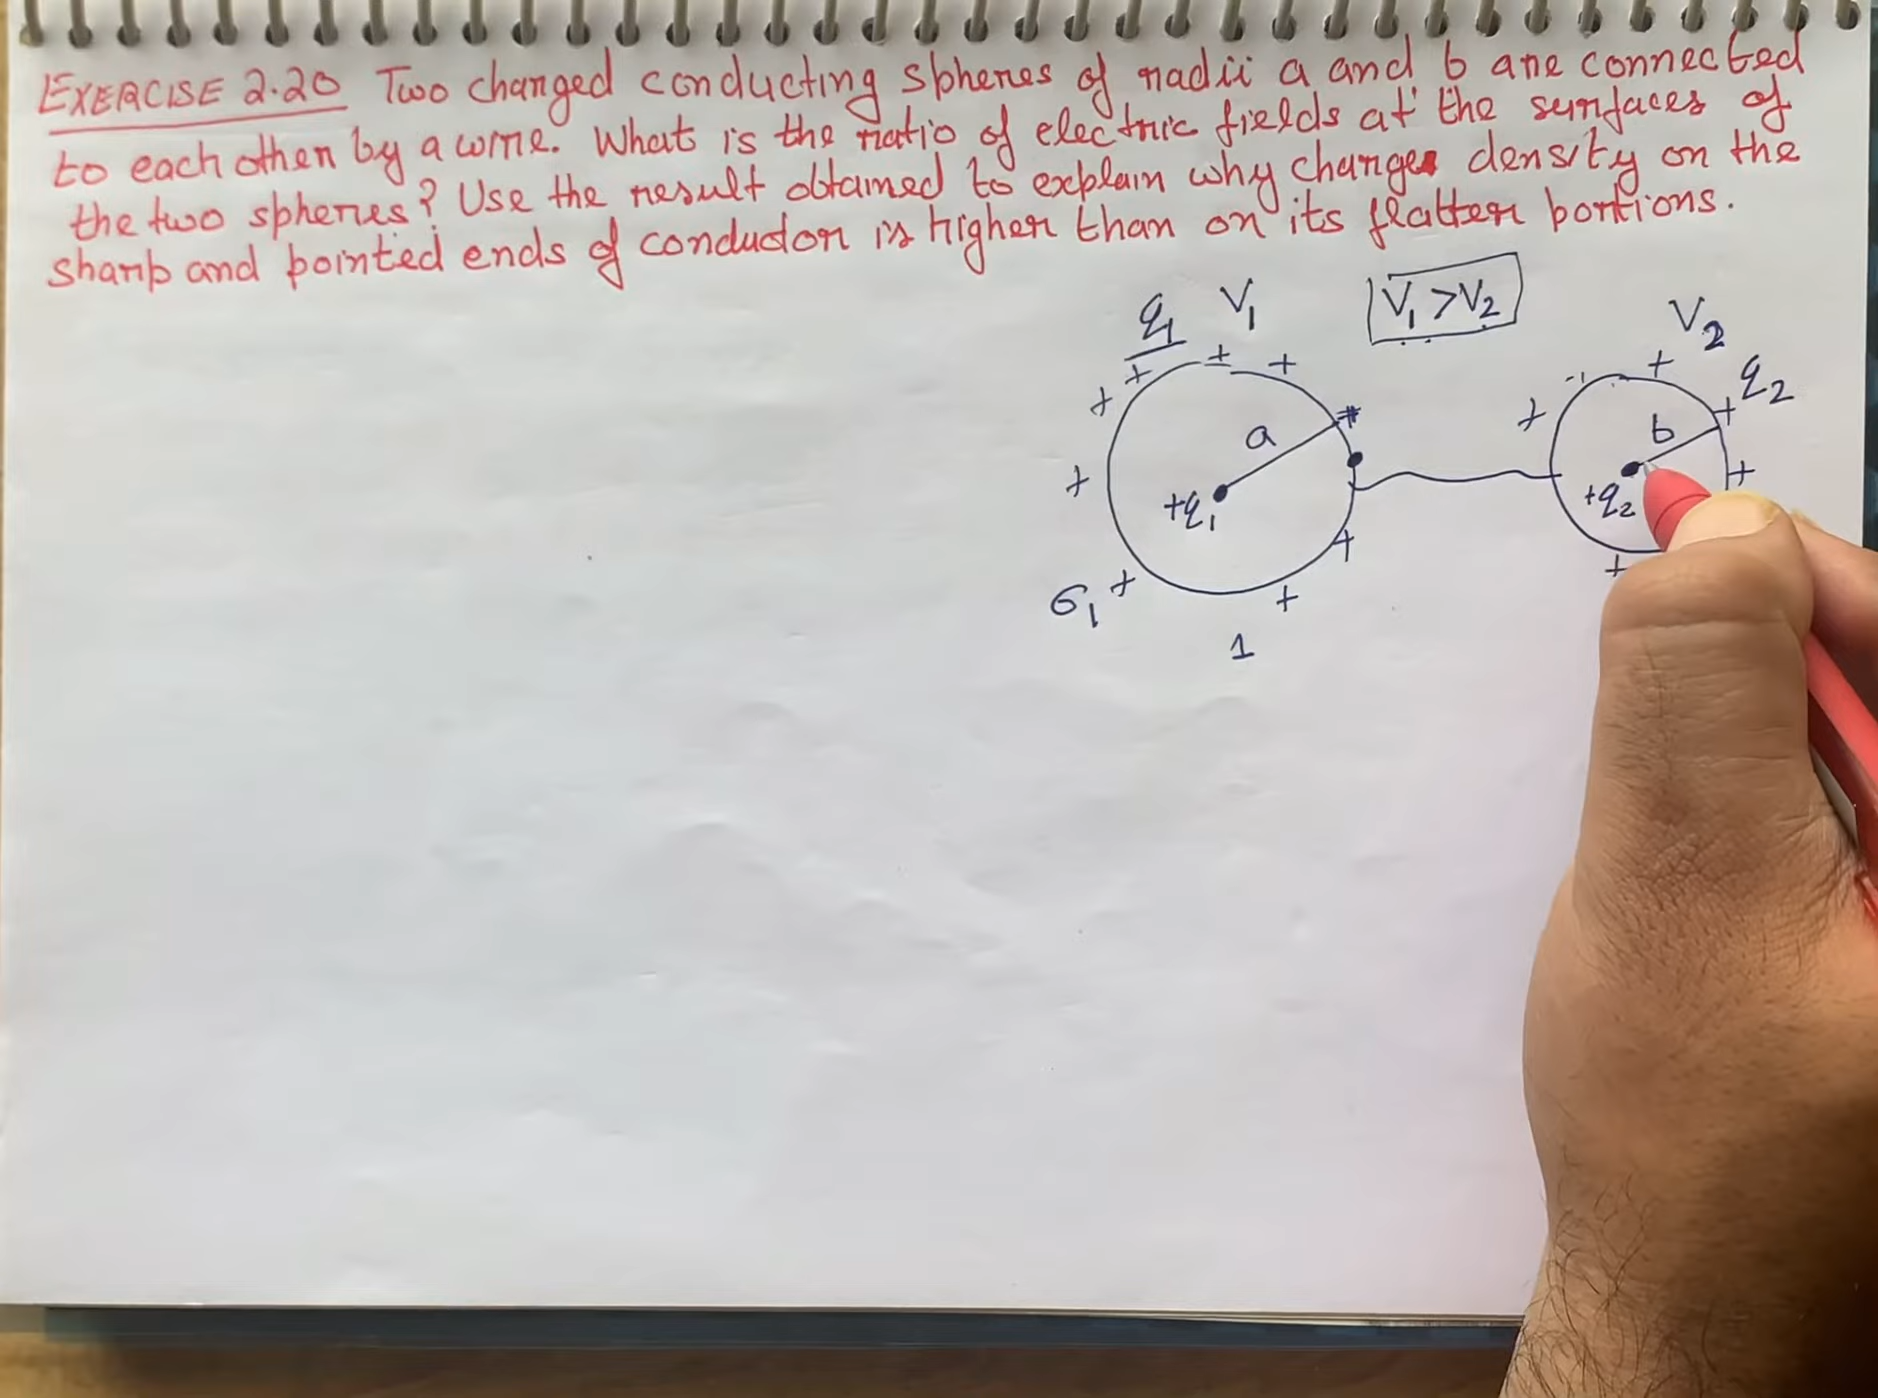 EXERCISE 2.20 Two charged conducting spheres of radii a and b are connected
to each other by a wire. What is the ratio of electric fields at the surfaces of
the two spheres? Use the result obtained to explain why charge density on the
sharp and pointed ends of conductor is higher than on its flatter portions.
q1 V1 V1 > V2 V2
q2
a b
+q1 +q2
σ1
1